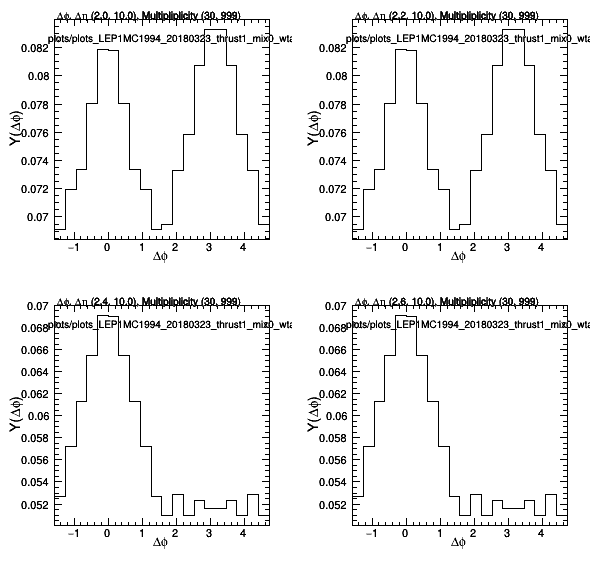 Δφ, Δη (2.0, 10.0), Multipliplicity (30, 999)
plots/plots_LEP1MC1994_20180323_thrust1_mix0_wta
0.082
0.08
0.078
0.076
0.074
0.072
0.07
Y(Δφ)
−1 0 1 2 3 4
Δφ
Δφ, Δη (2.2, 10.0), Multipliplicity (30, 999)
plots/plots_LEP1MC1994_20180323_thrust1_mix0_wta
0.082
0.08
0.078
0.076
0.074
0.072
0.07
Y(Δφ)
−1 0 1 2 3 4
Δφ
Δφ, Δη (2.4, 10.0), Multipliplicity (30, 999)
plots/plots_LEP1MC1994_20180323_thrust1_mix0_wta
0.07
0.068
0.066
0.064
0.062
0.06
0.058
0.056
0.054
0.052
Y(Δφ)
−1 0 1 2 3 4
Δφ
Δφ, Δη (2.6, 10.0), Multipliplicity (30, 999)
plots/plots_LEP1MC1994_20180323_thrust1_mix0_wta
0.07
0.068
0.066
0.064
0.062
0.06
0.058
0.056
0.054
0.052
Y(Δφ)
−1 0 1 2 3 4
Δφ